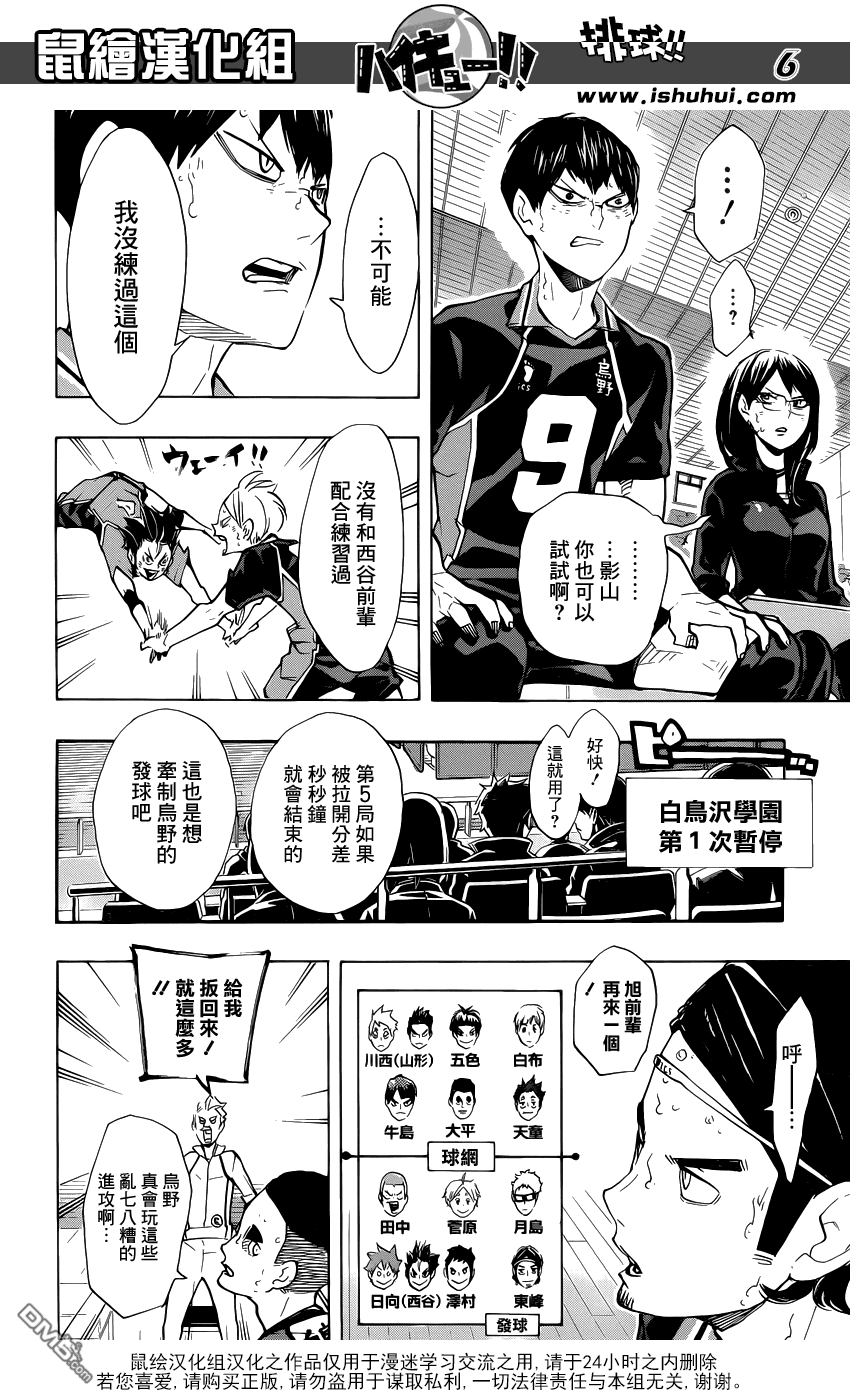 鼠繪漢化組
ハイキュー!!
排球!!
6
www.ishuhui.com
…!
…?
烏野
ics
9
………
…影山
你也可以
試試啊?
…不可能
我沒練過這個
沒有和西谷前輩
配合練習過
ウェーイ!!
ピーーー
白鳥沢學園
第1次暫停
好快!
這就用了?
第5局如果
被拉開分差
秒秒鐘
就會結束的
這也是想
牽制烏野的
發球吧
呼——……
ICS
旭前輩
再來一個
!!
川西(山形)
五色
白布
牛島
大平
天童
球網
田中
菅原
月島
日向(西谷)
澤村
東峰
發球
給我
扳回來!
就這麼多
!!
烏野
真會玩這些
亂七八糟的
進攻啊…
DM5.com
鼠绘汉化组汉化之作品仅用于漫迷学习交流之用, 请于24小时之内删除
若您喜爱, 请购买正版, 请勿盗用于谋取私利, 一切法律责任与本组无关, 谢谢。